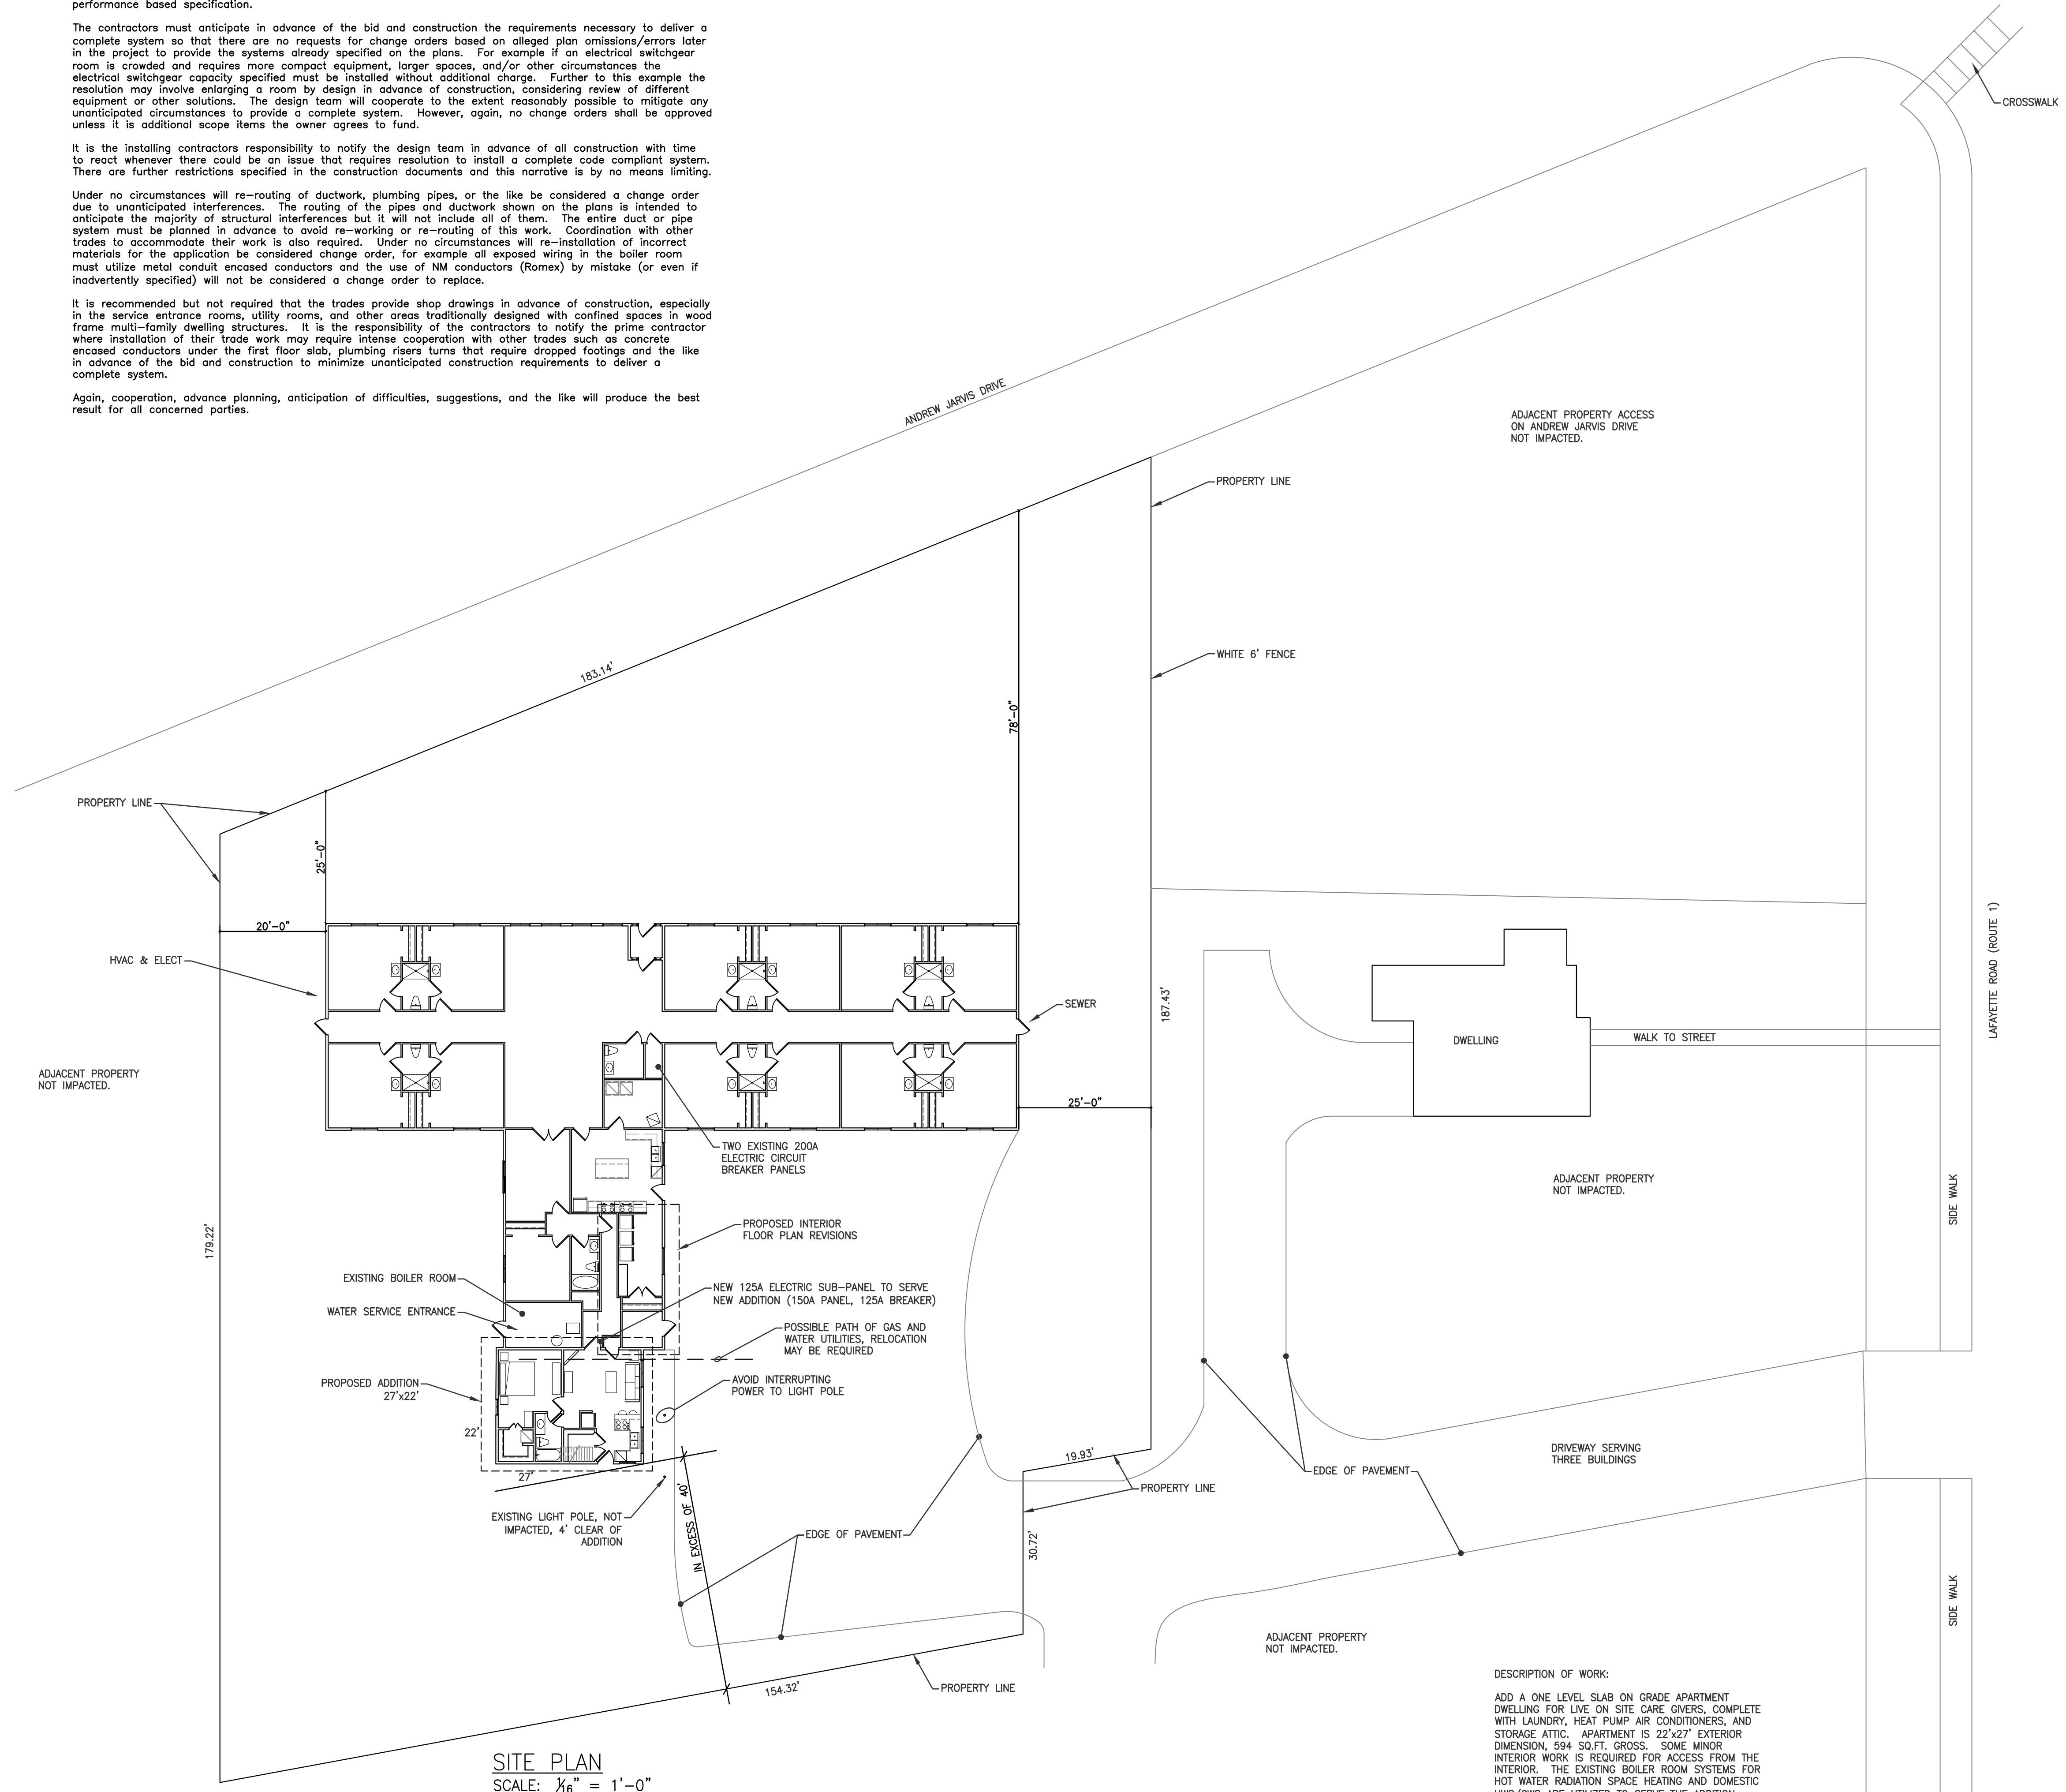 performance based specification.
The contractors must anticipate in advance of the bid and construction the requirements necessary to deliver a
complete system so that there are no requests for change orders based on alleged plan omissions/errors later
in the project to provide the systems already specified on the plans. For example if an electrical switchgear
room is crowded and requires more compact equipment, larger spaces, and/or other circumstances the
electrical switchgear capacity specified must be installed without additional charge. Further to this example the
resolution may involve enlarging a room by design in advance of construction, considering review of different
equipment or other solutions. The design team will cooperate to the extent reasonably possible to mitigate any
unanticipated circumstances to provide a complete system. However, again, no change orders shall be approved
unless it is additional scope items the owner agrees to fund.
It is the installing contractors responsibility to notify the design team in advance of all construction with time
to react whenever there could be an issue that requires resolution to install a complete code compliant system.
There are further restrictions specified in the construction documents and this narrative is by no means limiting.
Under no circumstances will re-routing of ductwork, plumbing pipes, or the like be considered a change order
due to unanticipated interferences. The routing of the pipes and ductwork shown on the plans is intended to
anticipate the majority of structural interferences but it will not include all of them. The entire duct or pipe
system must be planned in advance to avoid re-working or re-routing of this work. Coordination with other
trades to accommodate their work is also required. Under no circumstances will re-installation of incorrect
materials for the application be considered change order, for example all exposed wiring in the boiler room
must utilize metal conduit encased conductors and the use of NM conductors (Romex) by mistake (or even if
inadvertently specified) will not be considered a change order to replace.
It is recommended but not required that the trades provide shop drawings in advance of construction, especially
in the service entrance rooms, utility rooms, and other areas traditionally designed with confined spaces in wood
frame multi-family dwelling structures. It is the responsibility of the contractors to notify the prime contractor
where installation of their trade work may require intense cooperation with other trades such as concrete
encased conductors under the first floor slab, plumbing risers turns that require dropped footings and the like
in advance of the bid and construction to minimize unanticipated construction requirements to deliver a
complete system.
Again, cooperation, advance planning, anticipation of difficulties, suggestions, and the like will produce the best
result for all concerned parties.
CROSSWALK
ANDREW JARVIS DRIVE
ADJACENT PROPERTY ACCESS
ON ANDREW JARVIS DRIVE
NOT IMPACTED.
PROPERTY LINE
WHITE 6' FENCE
183.14'
78'-0"
PROPERTY LINE
25'-0"
20'-0"
HVAC & ELECT
SEWER
187.43'
LAFAYETTE ROAD (ROUTE 1)
DWELLING
WALK TO STREET
ADJACENT PROPERTY
NOT IMPACTED.
25'-0"
TWO EXISTING 200A
ELECTRIC CIRCUIT
BREAKER PANELS
ADJACENT PROPERTY
NOT IMPACTED.
SIDE WALK
179.22'
PROPOSED INTERIOR
FLOOR PLAN REVISIONS
EXISTING BOILER ROOM
NEW 125A ELECTRIC SUB-PANEL TO SERVE
NEW ADDITION (150A PANEL, 125A BREAKER)
WATER SERVICE ENTRANCE
POSSIBLE PATH OF GAS AND
WATER UTILITIES, RELOCATION
MAY BE REQUIRED
PROPOSED ADDITION
27'x22'
AVOID INTERRUPTING
POWER TO LIGHT POLE
22'
27'
19.93'
DRIVEWAY SERVING
THREE BUILDINGS
EDGE OF PAVEMENT
PROPERTY LINE
EXISTING LIGHT POLE, NOT
IMPACTED, 4' CLEAR OF
ADDITION
IN EXCESS OF 40'
EDGE OF PAVEMENT
30.72'
SIDE WALK
ADJACENT PROPERTY
NOT IMPACTED.
154.32'
PROPERTY LINE
DESCRIPTION OF WORK:
ADD A ONE LEVEL SLAB ON GRADE APARTMENT
DWELLING FOR LIVE ON SITE CARE GIVERS, COMPLETE
WITH LAUNDRY, HEAT PUMP AIR CONDITIONERS, AND
STORAGE ATTIC. APARTMENT IS 22'x27' EXTERIOR
DIMENSION, 594 SQ.FT. GROSS. SOME MINOR
INTERIOR WORK IS REQUIRED FOR ACCESS FROM THE
INTERIOR. THE EXISTING BOILER ROOM SYSTEMS FOR
HOT WATER RADIATION SPACE HEATING AND DOMESTIC
SITE PLAN
SCALE: 1/16" = 1'-0"